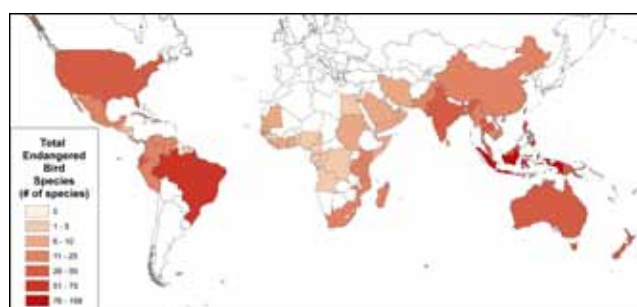 Total
Endangered
Bird
Species
(# of species)
0
1 - 5
6 - 10
11 - 25
26 - 50
51 - 75
76 - 100